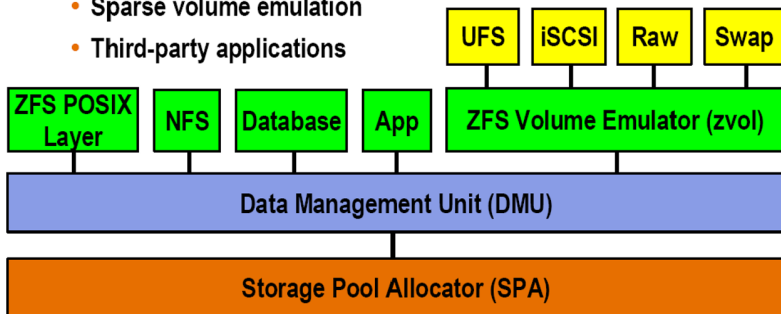 • Sparse volume emulation
• Third-party applications
UFS
iSCSI
Raw
Swap
ZFS POSIX
Layer
NFS
Database
App
ZFS Volume Emulator (zvol)
Data Management Unit (DMU)
Storage Pool Allocator (SPA)